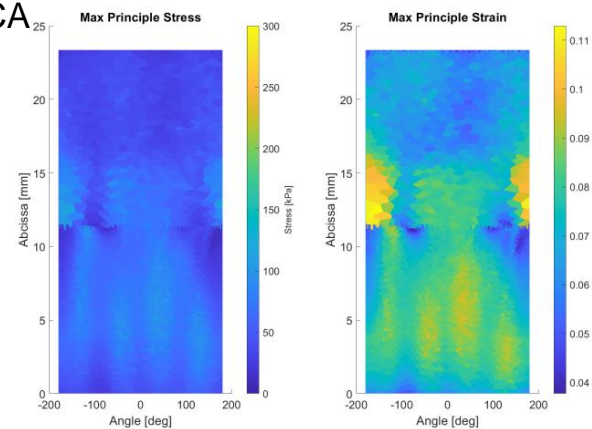 CA
Max Principle Stress
25
20
15
10
5
0
Abcissa [mm]
-200 -100 0 100 200
Angle [deg]
300
250
200
150
100
50
0
Stress [kPa]
Max Principle Strain
25
20
15
10
5
0
Abcissa [mm]
-200 -100 0 100 200
Angle [deg]
0.11
0.1
0.09
0.08
0.07
0.06
0.05
0.04